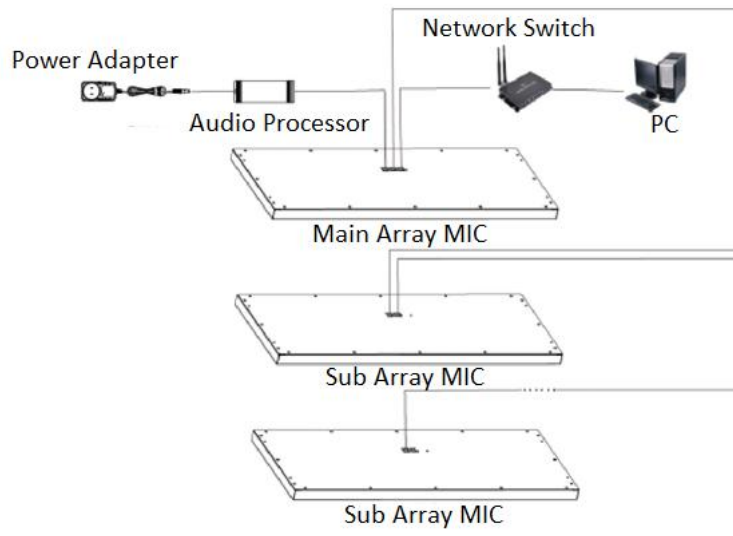 Network Switch
Power Adapter
Audio Processor
PC
Main Array MIC
Sub Array MIC
Sub Array MIC